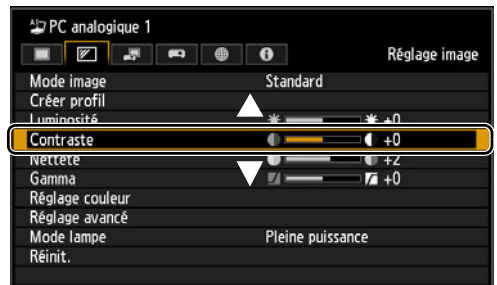 PC analogique 1
Réglage image
Mode image Standard
Créer profil
Luminosité +0
Contraste +0
Netteté +2
Gamma +0
Réglage couleur
Réglage avancé
Mode lampe Pleine puissance
Réinit.